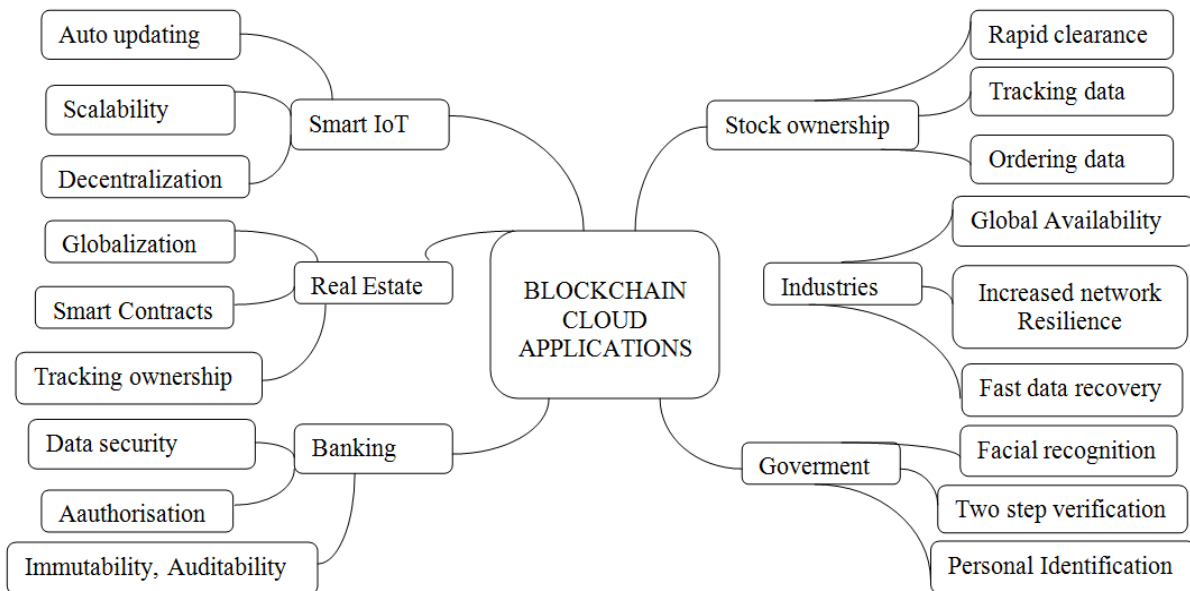 Auto updating
Scalability
Decentralization
Smart IoT
Globalization
Smart Contracts
Tracking ownership
Real Estate
Data security
Aauthorisation
Immutability, Auditability
Banking
BLOCKCHAIN
CLOUD
APPLICATIONS
Stock ownership
Rapid clearance
Tracking data
Ordering data
Industries
Global Availability
Increased network
Resilience
Fast data recovery
Goverment
Facial recognition
Two step verification
Personal Identification